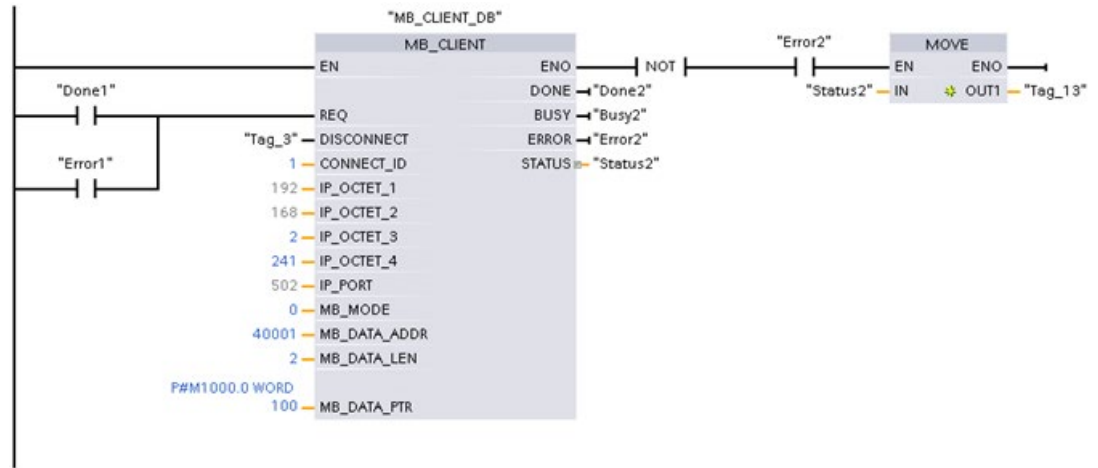 "MB_CLIENT_DB"
MB_CLIENT
EN ENO NOT "Error2" MOVE
EN ENO
"Done1" DONE "Done2" "Status2" IN OUT1 "Tag_13"
REQ BUSY "Busy2"
"Tag_3" DISCONNECT ERROR "Error2"
"Error1" 1 CONNECT_ID STATUS "Status2"
192 IP_OCTET_1
168 IP_OCTET_2
2 IP_OCTET_3
241 IP_OCTET_4
502 IP_PORT
0 MB_MODE
40001 MB_DATA_ADDR
2 MB_DATA_LEN
P#M1000.0 WORD
100 MB_DATA_PTR